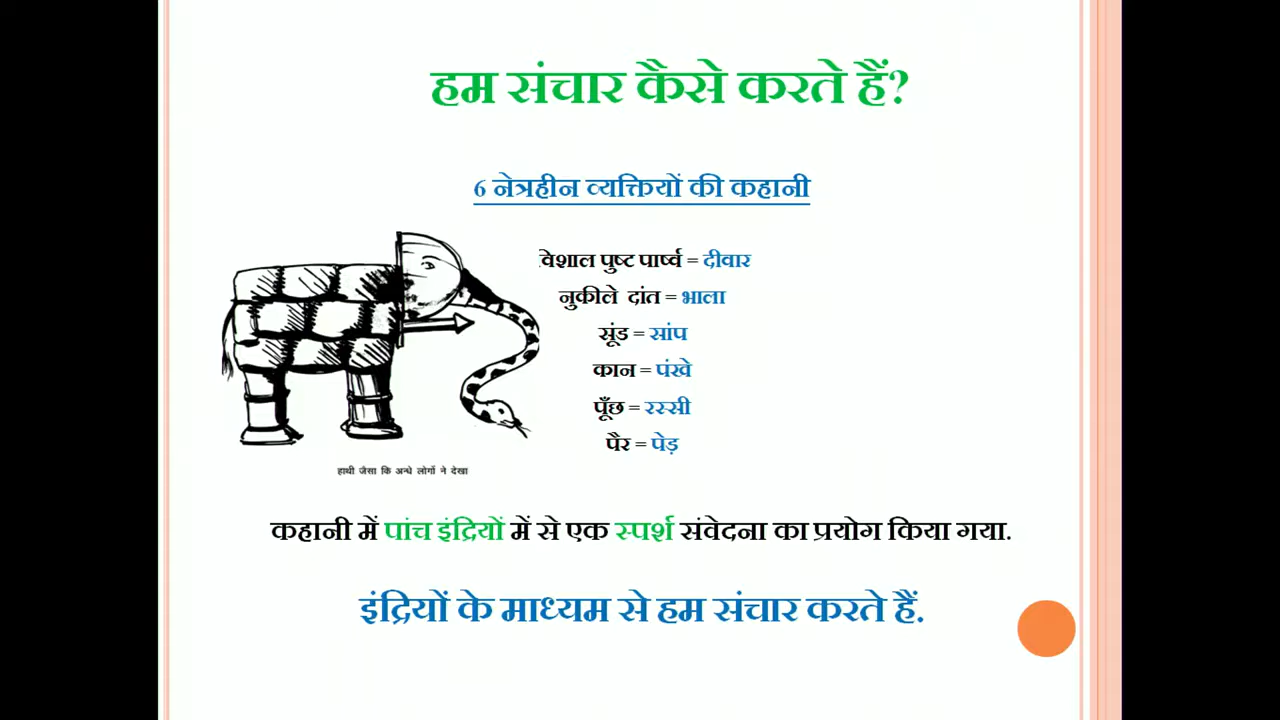 हम संचार कैसे करते हैं?
6 नेत्रहीन व्यक्तियों की कहानी
वेशाल पुष्ट पार्ष्व = दीवार
नुकीले दांत = भाला
सूंड = सांप
कान = पंखे
पूँछ = रस्सी
पैर = पेड़
हाथी जैसा कि अन्धे लोगों ने देखा
कहानी में पांच इंद्रियों में से एक स्पर्श संवेदना का प्रयोग किया गया.
इंद्रियों के माध्यम से हम संचार करते हैं.